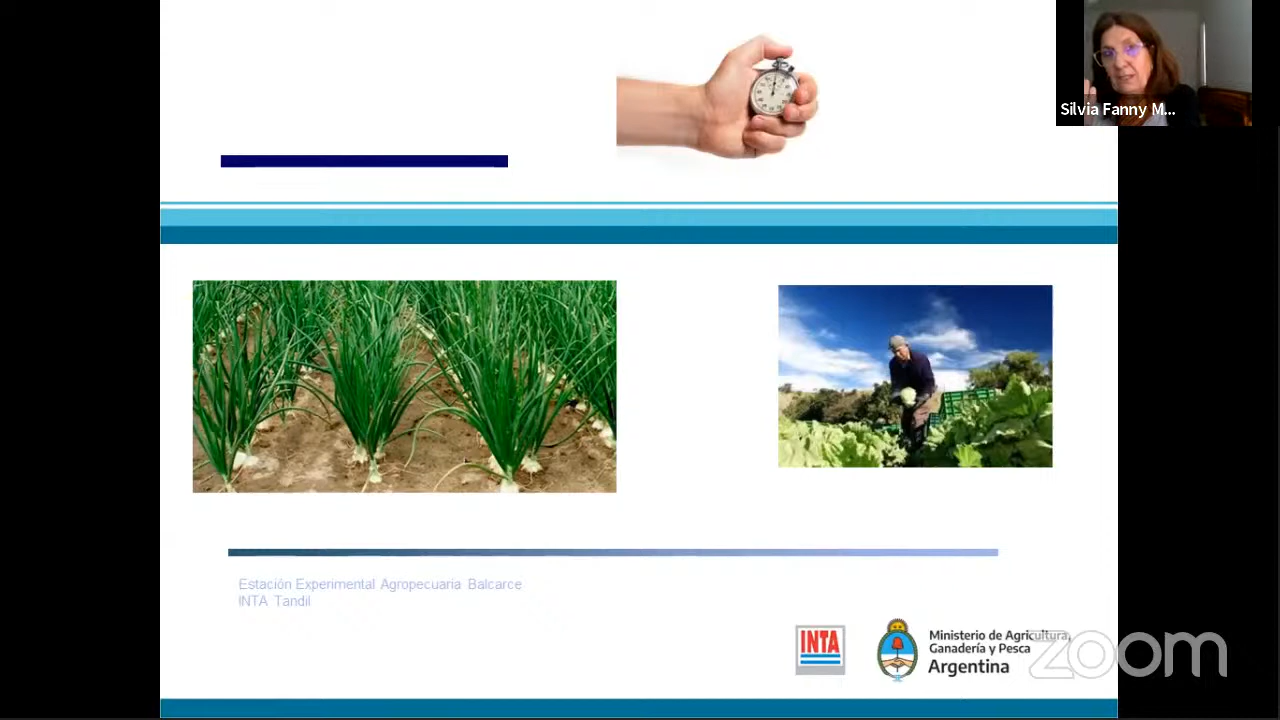 Silvia Fanny M...
Estación Experimental Agropecuaria Balcarce
INTA Tandil
INTA
Ministerio de Agricultura,
Ganadería y Pesca
Argentina
zoom